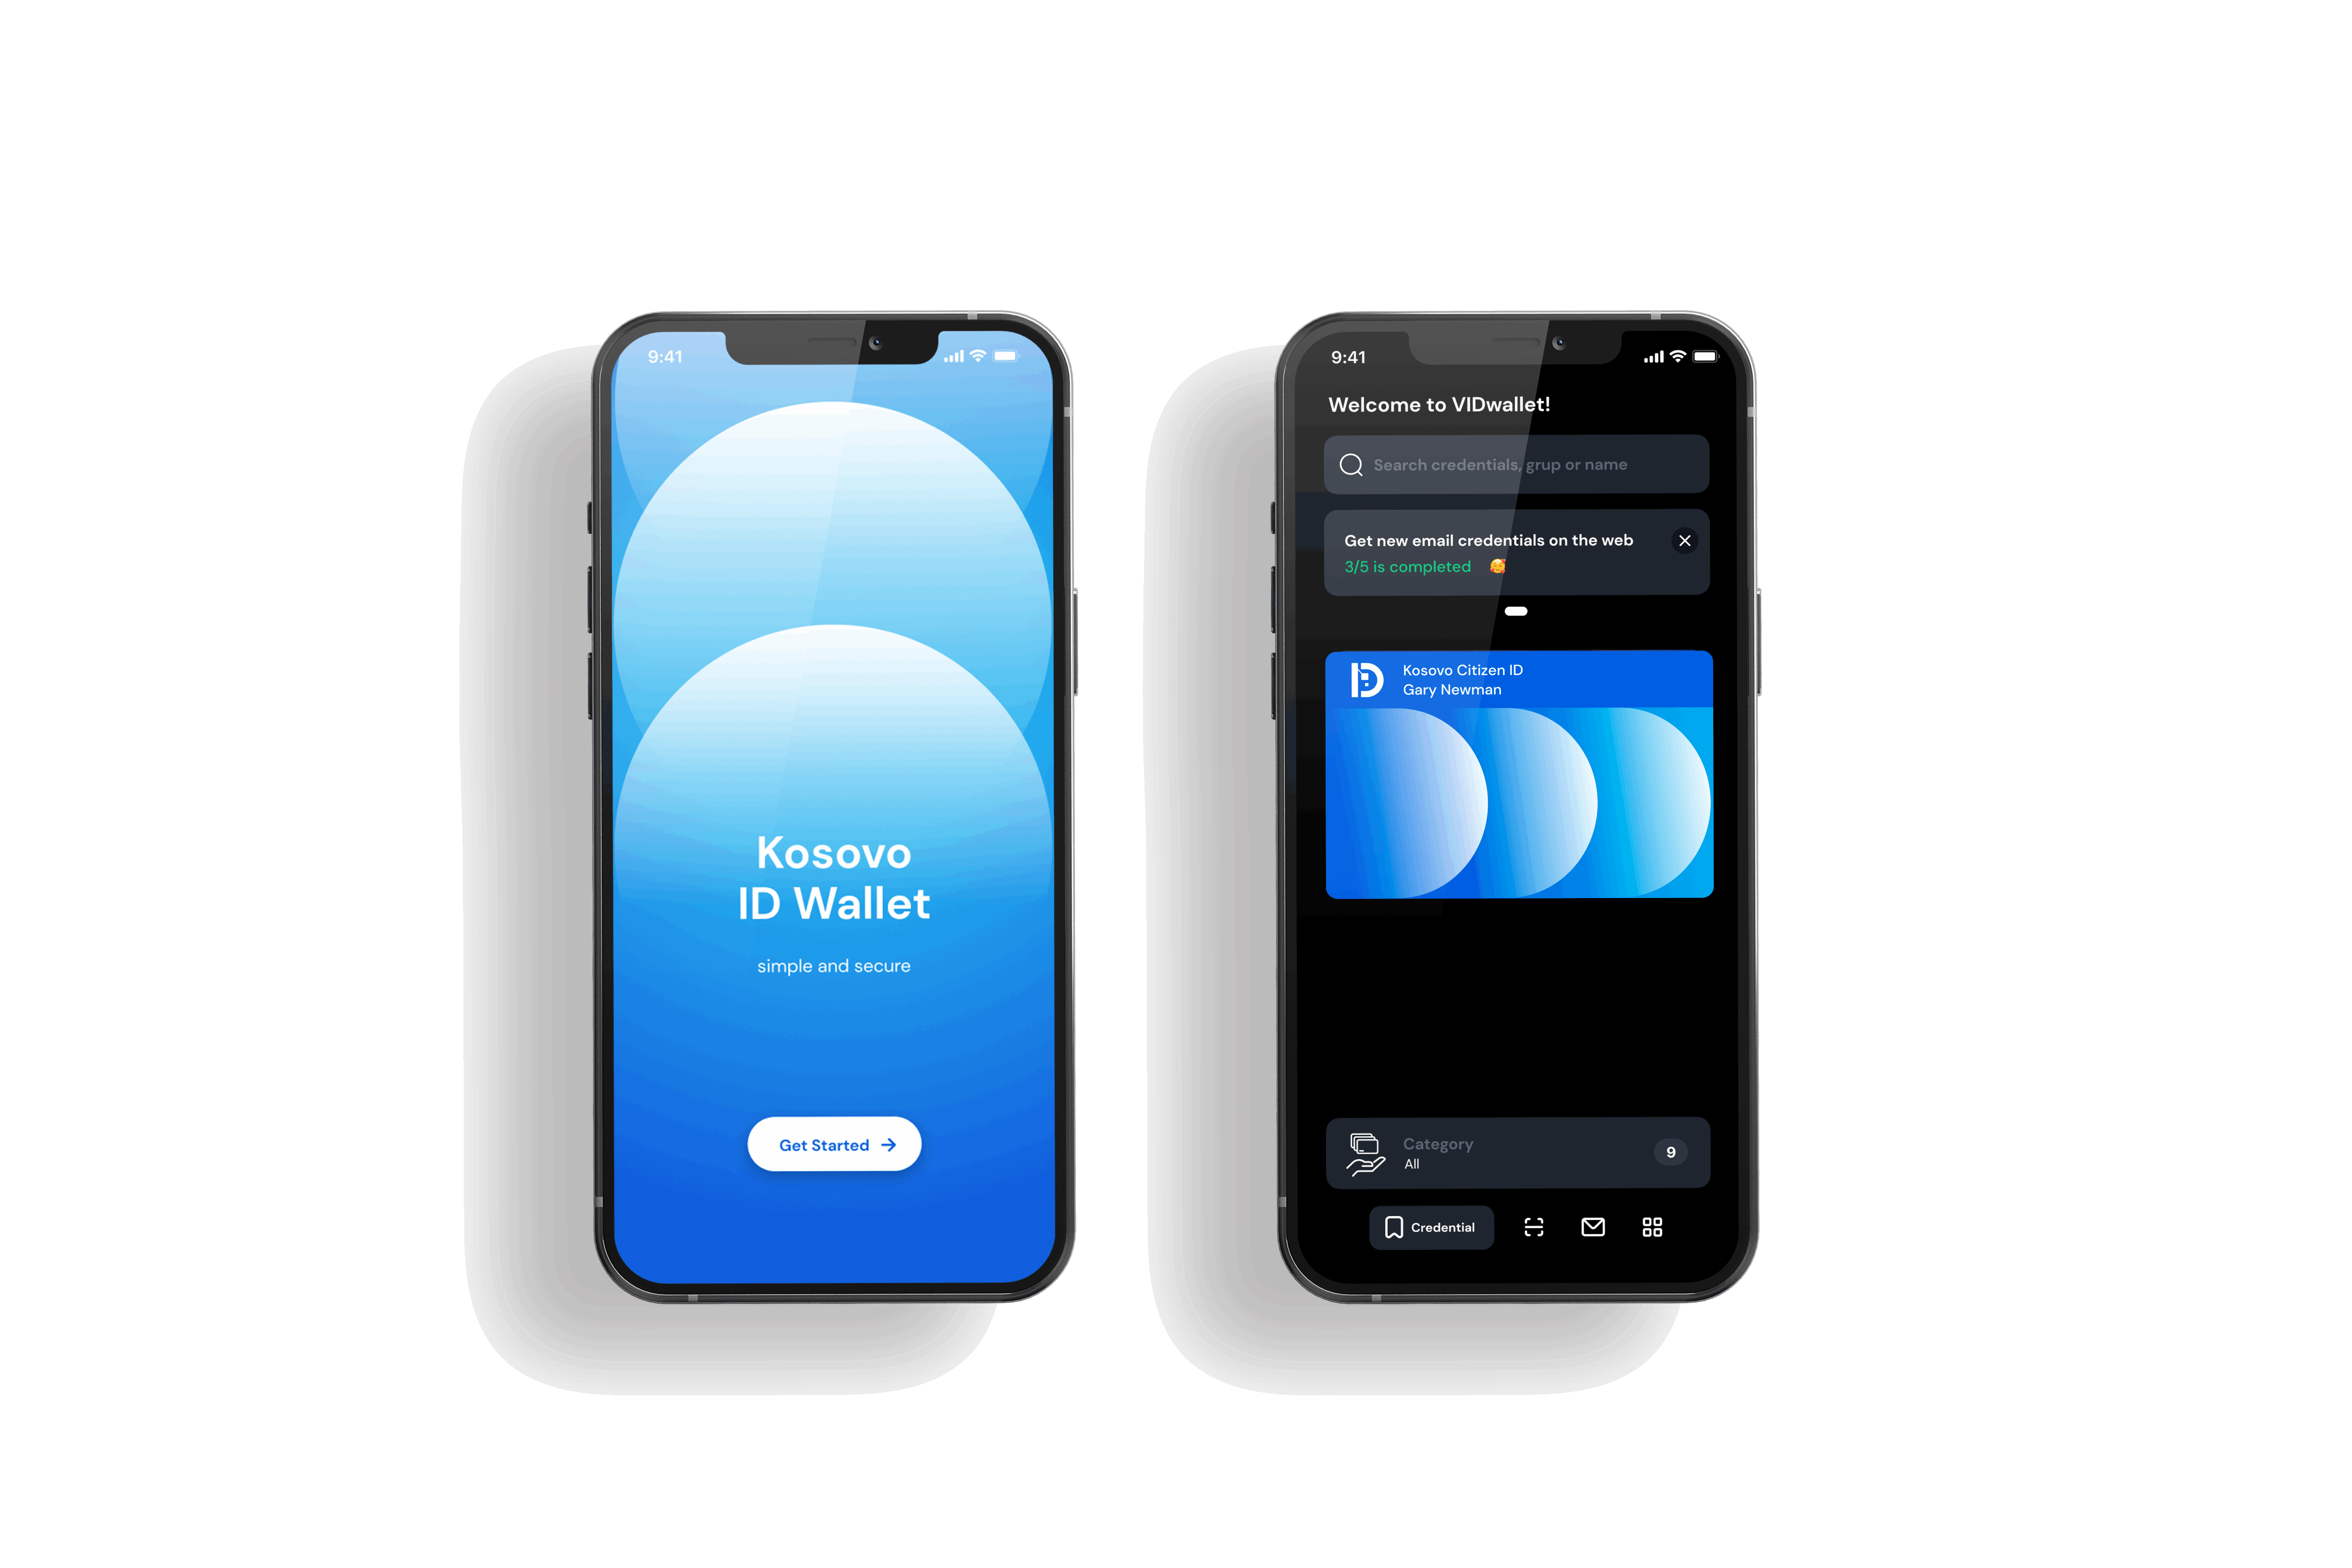 9:41
Kosovo
ID Wallet
simple and secure
Get Started
9:41
Welcome to VIDwallet!
Search credentials, grup or name
Get new email credentials on the web
3/5 is completed 🥰
ID
Kosovo Citizen ID
Gary Newman
Category
All
9
Credential